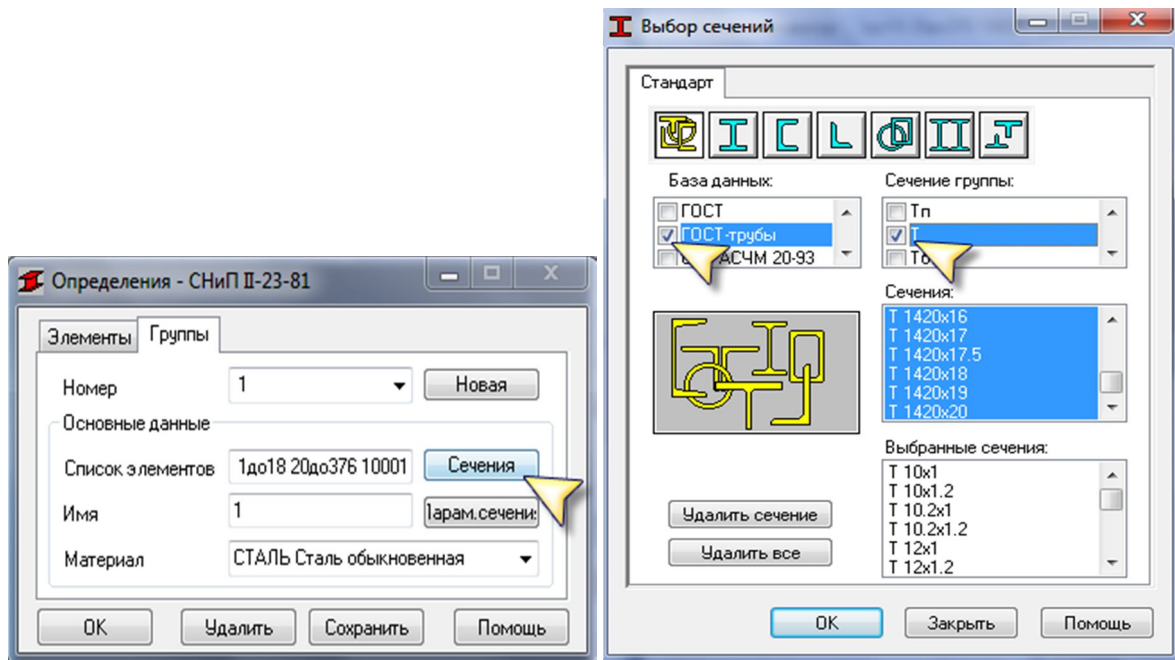 Определения - СНиП II-23-81
Элементы Группы
Номер 1 Новая
Основные данные
Список элементов 1до18 20до376 10001 Сечения
Имя 1 Парам.сечени
Материал СТАЛЬ Сталь обыкновенная
OK Удалить Сохранить Помощь
Выбор сечений
Стандарт
База данных: Сечение группы:
ГОСТ Тп
ГОСТ-трубы Т
АСЧМ 20-93
Сечения:
T 1420x16
T 1420x17
T 1420x17.5
T 1420x18
T 1420x19
T 1420x20
Выбранные сечения:
T 10x1
T 10x1.2
T 10.2x1
T 10.2x1.2
T 12x1
T 12x1.2
Удалить сечение
Удалить все
OK Закрыть Помощь